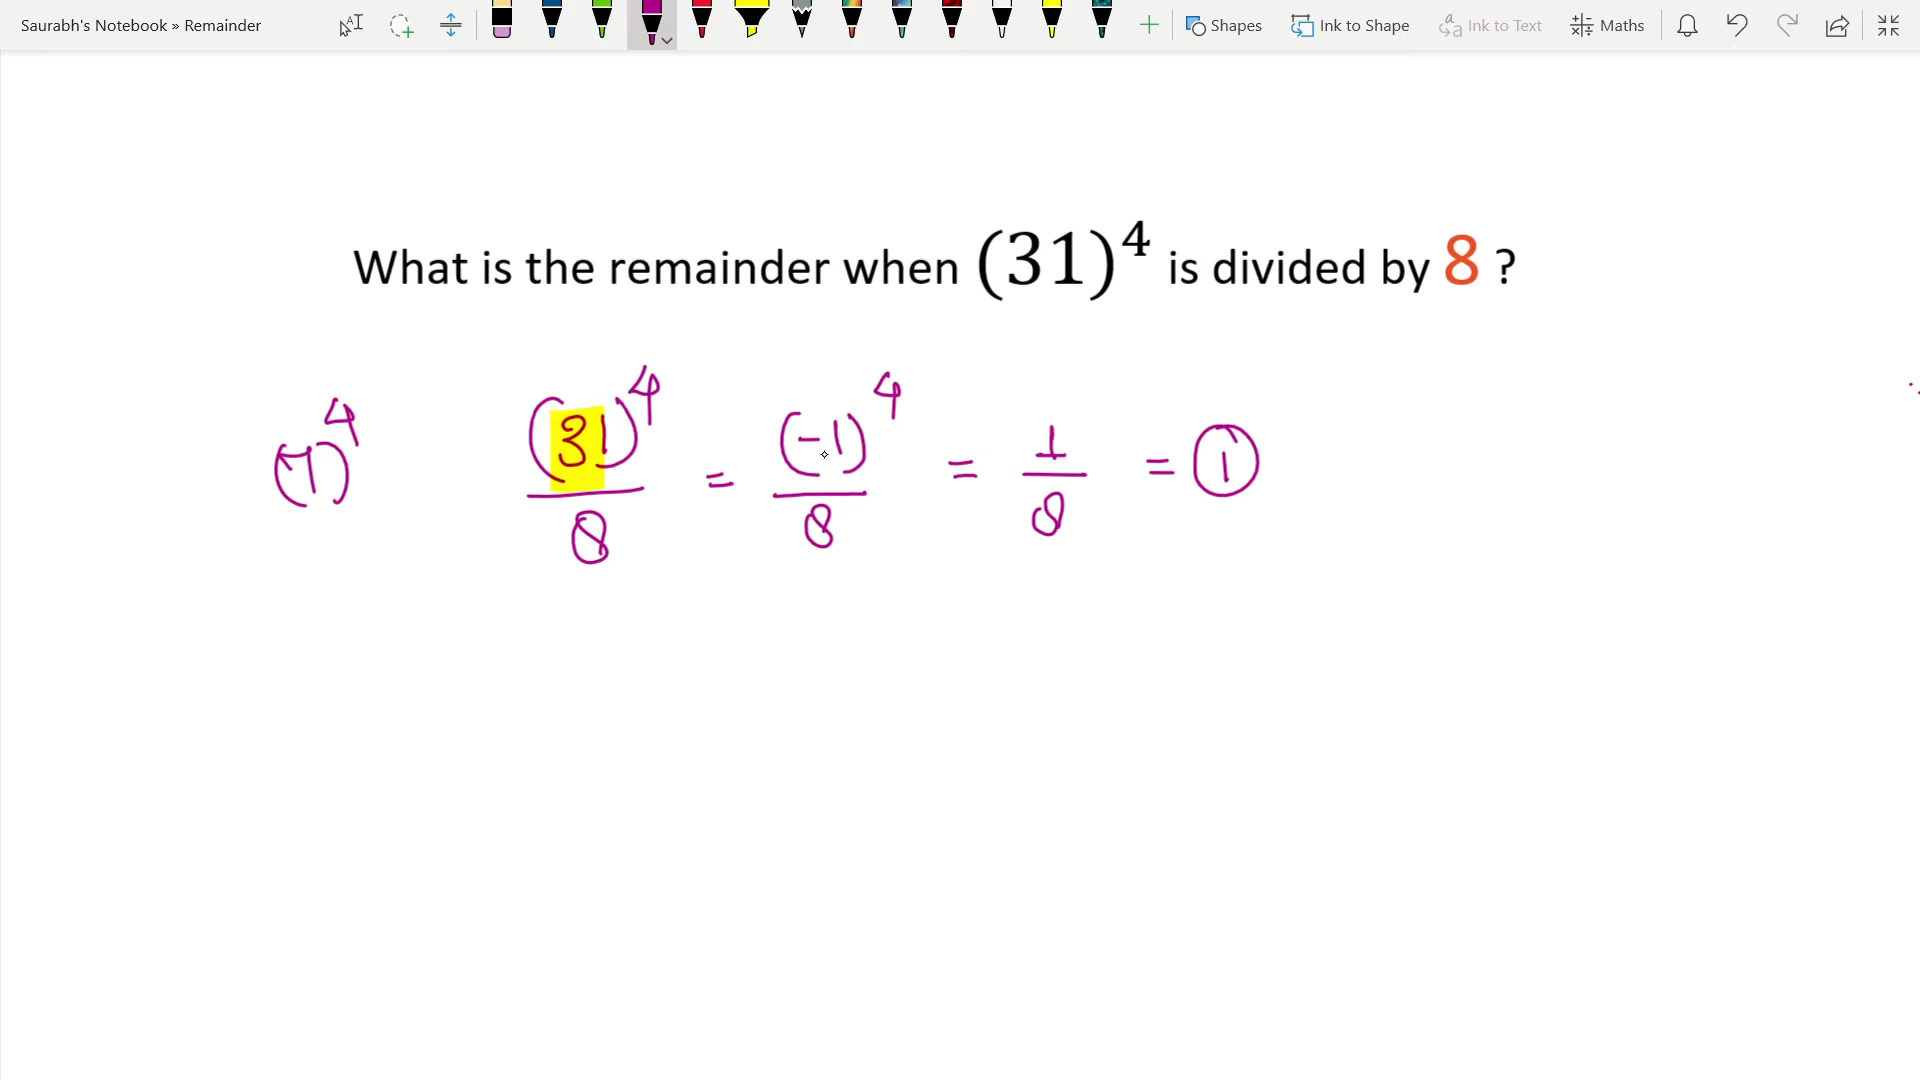 Saurabh's Notebook » Remainder
Shapes Ink to Shape Ink to Text Maths
What is the remainder when (31)⁴ is divided by 8 ?
(7)⁴ (31)⁴/8 = (-1)⁴/8 = 1/8 = 1